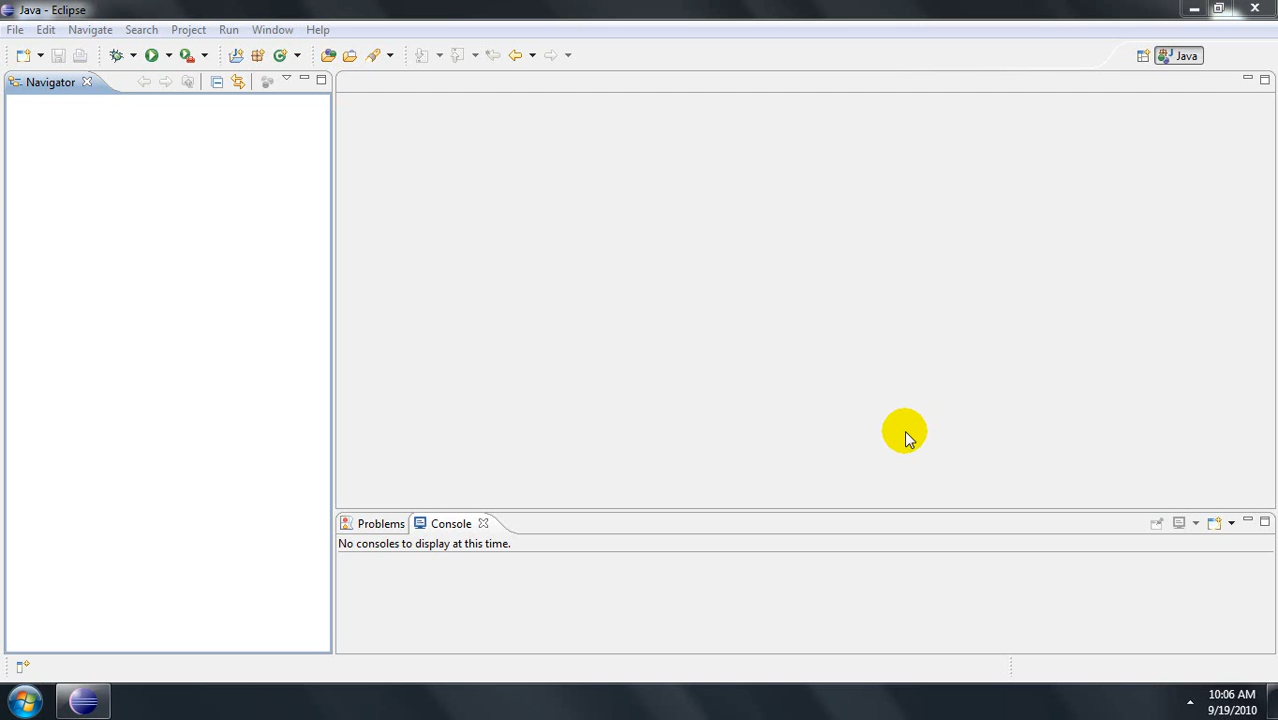 Java - Eclipse
File Edit Navigate Search Project Run Window Help
Java
Navigator
Problems Console
No consoles to display at this time.
10:06 AM
9/19/2010